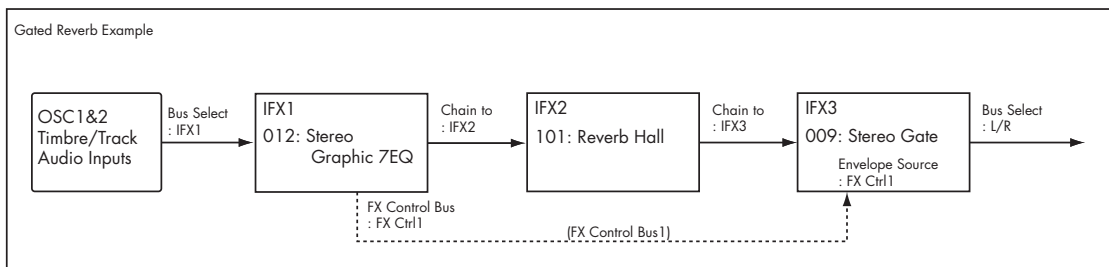 Gated Reverb Example
OSC1&2
Timbre/Track
Audio Inputs
Bus Select
: IFX1
IFX1
012: Stereo
Graphic 7EQ
Chain to
: IFX2
IFX2
101: Reverb Hall
Chain to
: IFX3
IFX3
009: Stereo Gate
Envelope Source
: FX Ctrl1
Bus Select
: L/R
FX Control Bus
: FX Ctrl1
(FX Control Bus1)